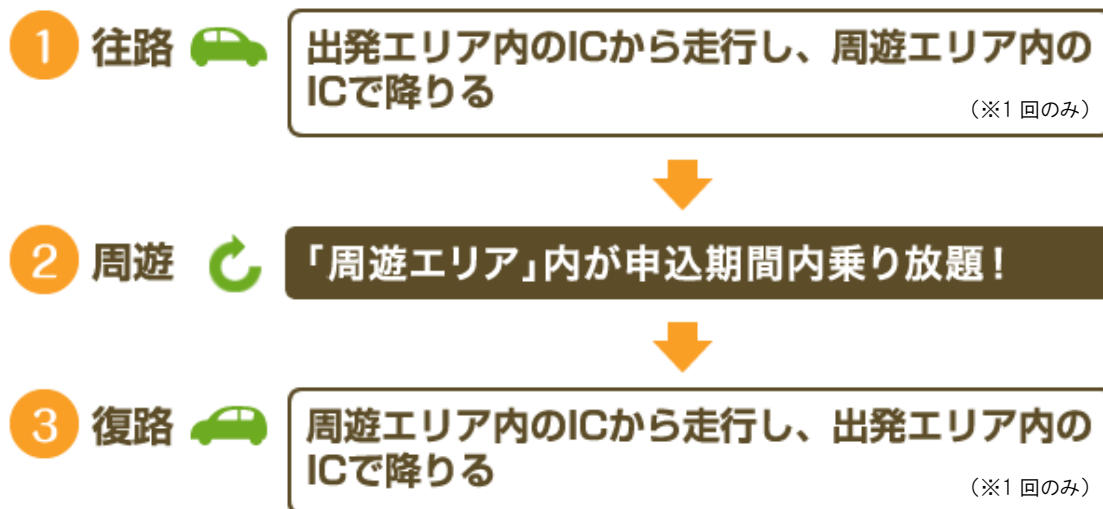 1 往路
出発エリア内のICから走行し、周遊エリア内の
ICで降りる
（※1 回のみ）
2 周遊
「周遊エリア」内が申込期間内乗り放題！
3 復路
周遊エリア内のICから走行し、出発エリア内の
ICで降りる
（※1 回のみ）